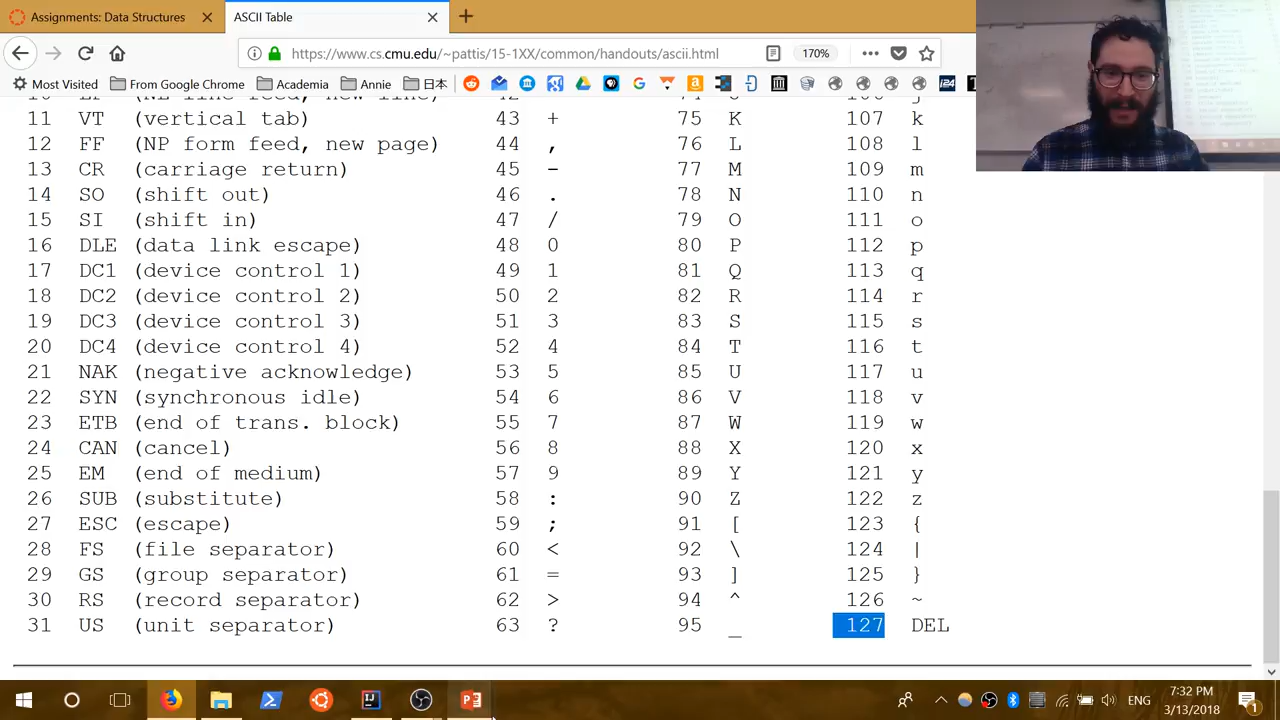 Assignments: Data Structures
ASCII Table
https://www.cs.cmu.edu/~pattis/15-1XX/common/handouts/ascii.html
70%
Most Visited
From Google Chrome
Annie
11 VT (vertical tab) 43 + 75 K 107 k
12 FF (NP form feed, new page) 44 , 76 L 108 l
13 CR (carriage return) 45 - 77 M 109 m
14 SO (shift out) 46 . 78 N 110 n
15 SI (shift in) 47 / 79 O 111 o
16 DLE (data link escape) 48 0 80 P 112 p
17 DC1 (device control 1) 49 1 81 Q 113 q
18 DC2 (device control 2) 50 2 82 R 114 r
19 DC3 (device control 3) 51 3 83 S 115 s
20 DC4 (device control 4) 52 4 84 T 116 t
21 NAK (negative acknowledge) 53 5 85 U 117 u
22 SYN (synchronous idle) 54 6 86 V 118 v
23 ETB (end of trans. block) 55 7 87 W 119 w
24 CAN (cancel) 56 8 88 X 120 x
25 EM (end of medium) 57 9 89 Y 121 y
26 SUB (substitute) 58 : 90 Z 122 z
27 ESC (escape) 59 ; 91 [ 123 {
28 FS (file separator) 60 < 92 \ 124 |
29 GS (group separator) 61 = 93 ] 125 }
30 RS (record separator) 62 > 94 ^ 126 ~
31 US (unit separator) 63 ? 95 _ 127 DEL
ENG
7:32 PM
3/13/2018